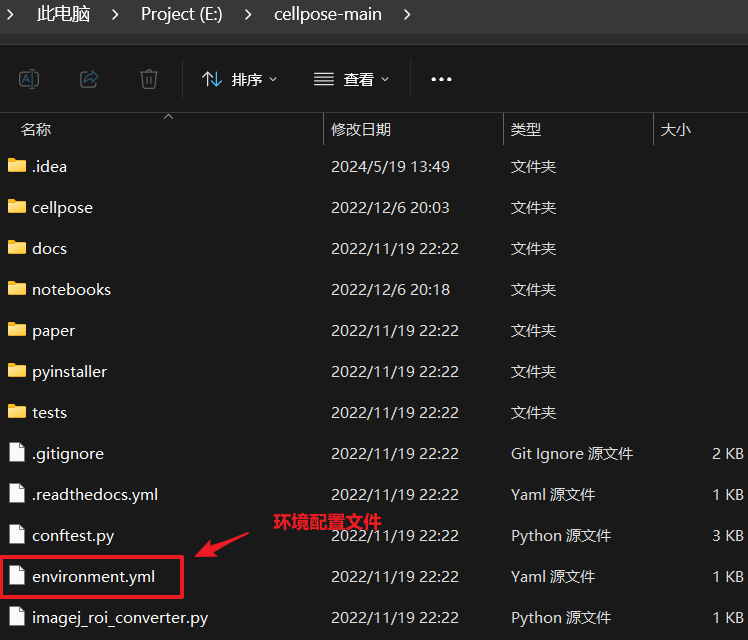 此电脑 Project (E:) cellpose-main
排序 查看
名称 修改日期 类型 大小
.idea 2024/5/19 13:49 文件夹
cellpose 2022/12/6 20:03 文件夹
docs 2022/11/19 22:22 文件夹
notebooks 2022/12/6 20:18 文件夹
paper 2022/11/19 22:22 文件夹
pyinstaller 2022/11/19 22:22 文件夹
tests 2022/11/19 22:22 文件夹
.gitignore 2022/11/19 22:22 Git Ignore 源文件 2 KB
.readthedocs.yml 2022/11/19 22:22 Yaml 源文件 1 KB
环境配置文件
conftest.py 2022/11/19 22:22 Python 源文件 3 KB
environment.yml 2022/11/19 22:22 Yaml 源文件 1 KB
imagej_roi_converter.py 2022/11/19 22:22 Python 源文件 1 KB